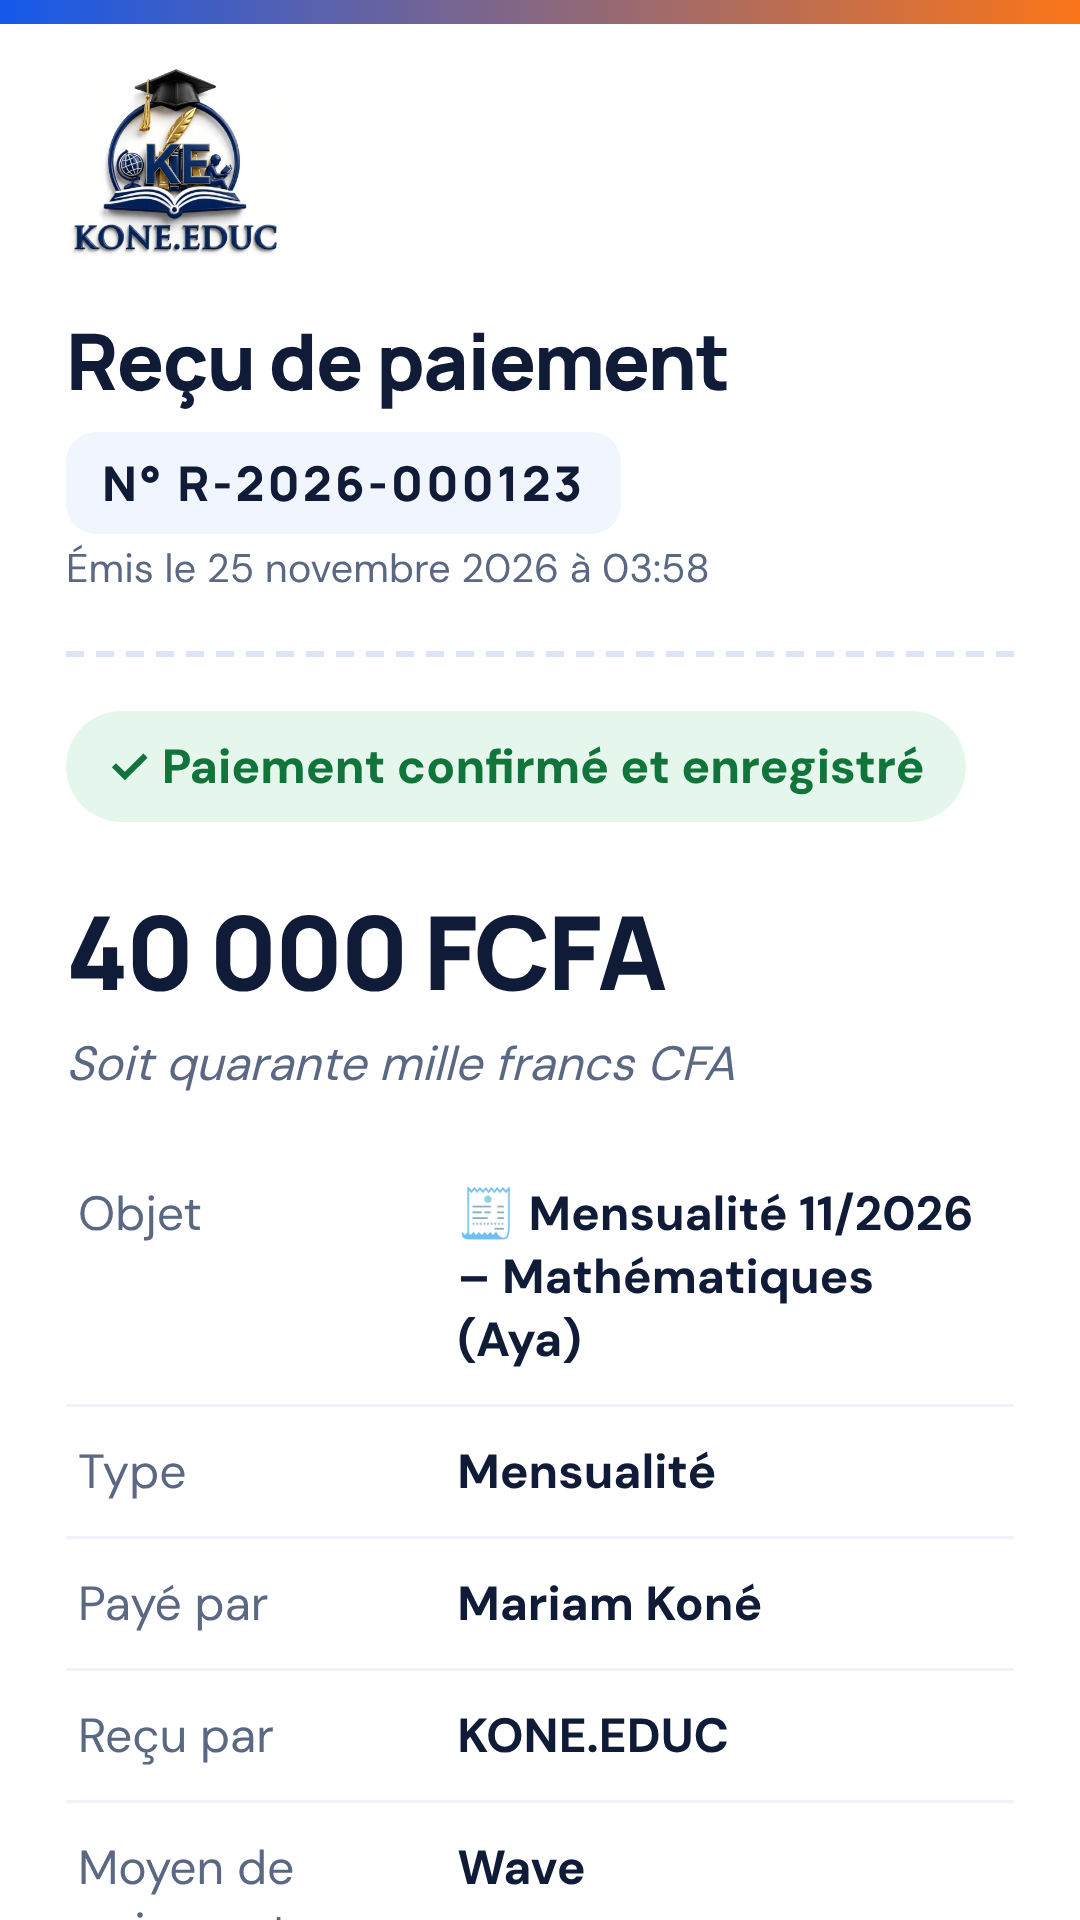 KE
KONE.EDUC
Reçu de paiement
N° R-2026-000123
Émis le 25 novembre 2026 à 03:58
✓ Paiement confirmé et enregistré
40 000 FCFA
Soit quarante mille francs CFA
Objet
🧾 Mensualité 11/2026
– Mathématiques
(Aya)
Type
Mensualité
Payé par
Mariam Koné
Reçu par
KONE.EDUC
Moyen de
Wave